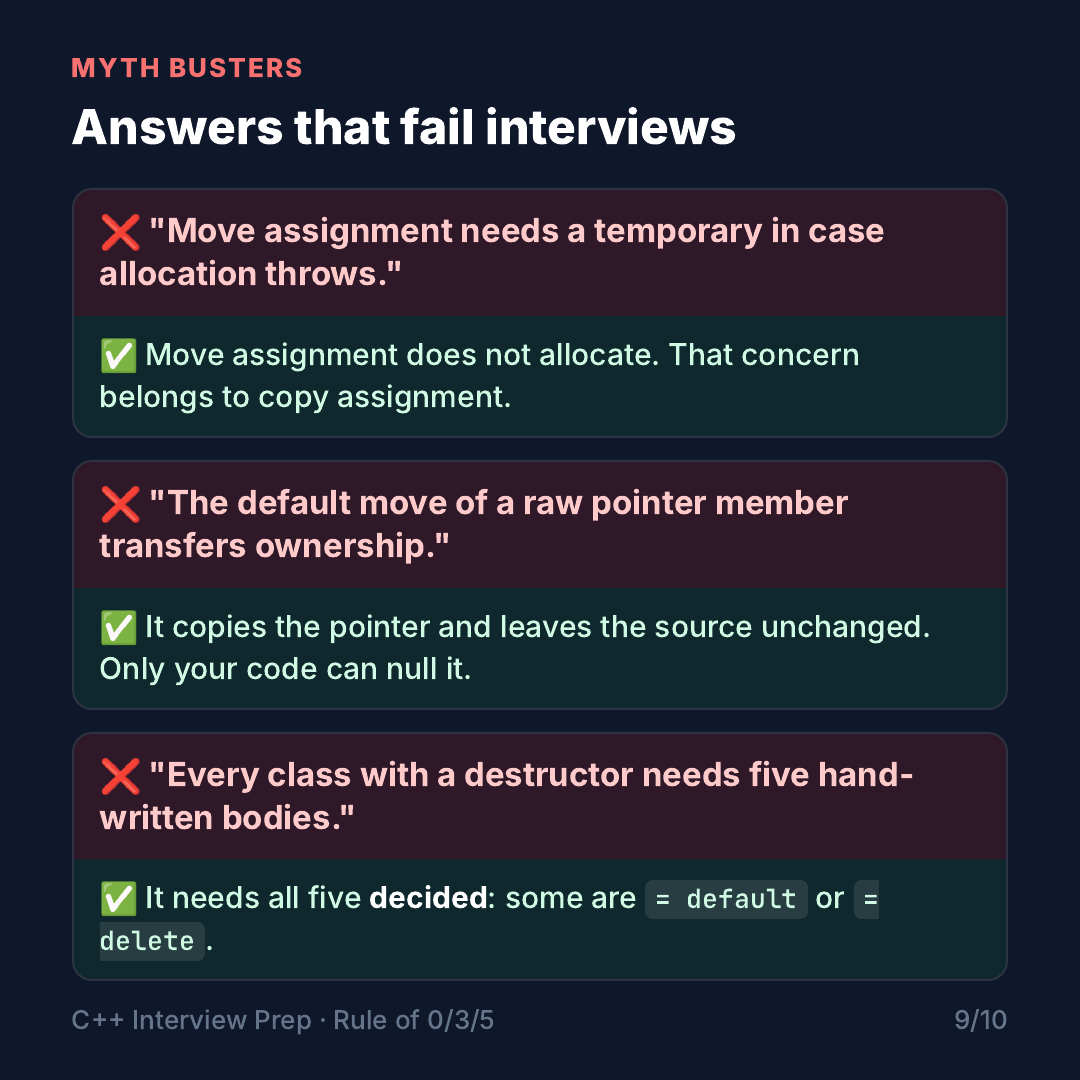 MYTH BUSTERS
Answers that fail interviews
❌ "Move assignment needs a temporary in case
allocation throws."
✅ Move assignment does not allocate. That concern
belongs to copy assignment.
❌ "The default move of a raw pointer member
transfers ownership."
✅ It copies the pointer and leaves the source unchanged.
Only your code can null it.
❌ "Every class with a destructor needs five hand-
written bodies."
✅ It needs all five decided: some are = default or =
delete.
C++ Interview Prep · Rule of 0/3/5
9/10